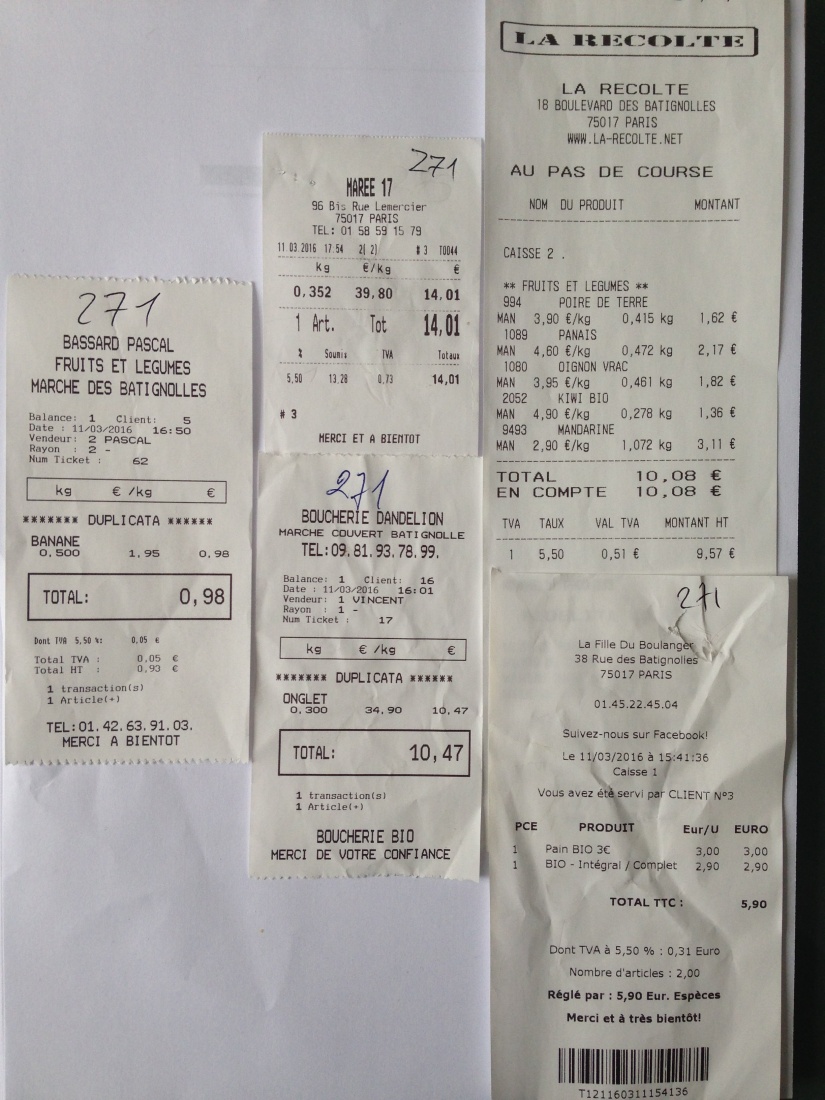 271
BASSARD PASCAL
FRUITS ET LEGUMES
MARCHE DES BATIGNOLLES
Balance: 1 Client: 5
Date : 11/03/2016 16:50
Vendeur: 2 PASCAL
Rayon : 2 -
Num Ticket : 62
kg € /kg €
******* DUPLICATA ******
BANANE
0,500 1,95 0,98
TOTAL: 0,98
Dont TVA 5,50 %: 0,05 €
Total TVA : 0,05 €
Total HT : 0,93 €
1 transaction(s)
1 Article(+)
TEL:01.42.63.91.03.
MERCI A BIENTOT
271
MAREE 17
96 Bis Rue Lemercier
75017 PARIS
TEL: 01 58 59 15 79
11 03 2016 17:54 2( 2) # 3 T0044
kg €/kg €
0,352 39,80 14,01
1 Art. Tot 14,01
% Soumis TVA Totaux
5,50 13,28 0,73 14,01
# 3
MERCI ET A BIENTOT
271
BOUCHERIE DANDELION
MARCHE COUVERT BATIGNOLLE
TEL:09.81.93.78.99.
Balance: 1 Client: 16
Date : 11/03/2016 16:01
Vendeur: 1 VINCENT
Rayon : 1 -
Num Ticket : 17
kg € /kg €
******* DUPLICATA ******
ONGLET
0,300 34,90 10,47
TOTAL: 10,47
1 transaction(s)
1 Article(+)
BOUCHERIE BIO
MERCI DE VOTRE CONFIANCE
LA RECOLTE
LA RECOLTE
18 BOULEVARD DES BATIGNOLLES
75017 PARIS
WWW.LA-RECOLTE.NET
AU PAS DE COURSE
NOM DU PRODUIT MONTANT
CAISSE 2 .
** FRUITS ET LEGUMES **
994 POIRE DE TERRE
MAN 3,90 €/kg 0,415 kg 1,62 €
1089 PANAIS
MAN 4,60 €/kg 0,472 kg 2,17 €
1080 OIGNON VRAC
MAN 3,95 €/kg 0,461 kg 1,82 €
2052 KIWI BIO
MAN 4,90 €/kg 0,278 kg 1,36 €
9493 MANDARINE
MAN 2,90 €/kg 1,072 kg 3,11 €
TOTAL 10,08 €
EN COMPTE 10,08 €
TVA TAUX VAL TVA MONTANT HT
1 5,50 0,51 € 9,57 €
271
La Fille Du Boulanger
38 Rue des Batignolles
75017 PARIS
01.45.22.45.04
Suivez-nous sur Facebook!
Le 11/03/2016 à 15:41:36
Caisse 1
Vous avez été servi par CLIENT N°3
PCE PRODUIT Eur/U EURO
1 Pain BIO 3€ 3,00 3,00
1 BIO - Intégral / Complet 2,90 2,90
TOTAL TTC : 5,90
Dont TVA à 5,50 % : 0,31 Euro
Nombre d'articles : 2,00
Réglé par : 5,90 Eur. Espèces
Merci et à très bientôt!
T121160311154136